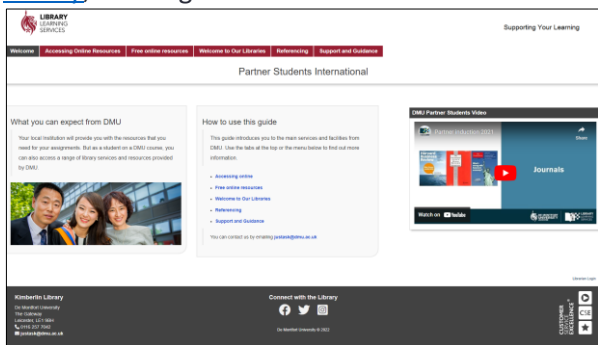 LIBRARY
LEARNING
SERVICES
Supporting Your Learning
Welcome
Accessing Online Resources
Free online resources
Welcome to Our Libraries
Referencing
Support and Guidance
Partner Students International
What you can expect from DMU
Your local institution will provide you with the resources that you
need for your assignments. But as a student on a DMU course, you
can also access a range of library services and resources provided
by DMU.
How to use this guide
This guide introduces you to the main services and facilities from
DMU. Use the tabs at the top or the menu below to find out more
information.
Accessing online
Free online resources
Welcome to Our Libraries
Referencing
Support and Guidance
You can contact us by emailing justask@dmu.ac.uk
DMU Partner Students Video
Partner Induction 2021
Share
Journals
Watch on YouTube
Kimberlin Library
De Montfort University
The Gateway
Leicester, LE1 9BH
justask@dmu.ac.uk
Connect with the Library
De Montfort University © 2022
CUSTOMER
SERVICE
EXCELLENCE
CSE